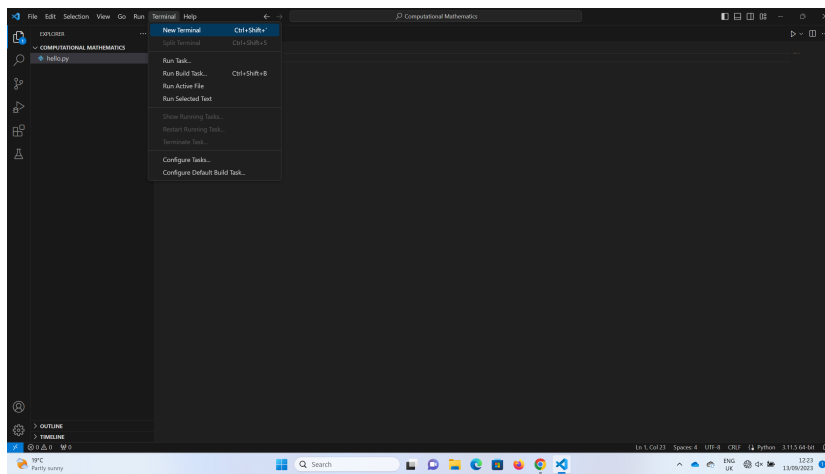 File Edit Selection View Go Run Terminal Help
Computational Mathematics
EXPLORER
COMPUTATIONAL MATHEMATICS
hello.py
New Terminal Ctrl+Shift+`
Split Terminal Ctrl+Shift+5
Run Task...
Run Build Task... Ctrl+Shift+B
Run Active File
Run Selected Text
Show Running Tasks...
Restart Running Task...
Terminate Task...
Configure Tasks...
Configure Default Build Task...
OUTLINE
TIMELINE
0 0 0
Ln 1, Col 23 Spaces: 4 UTF-8 CRLF Python 3.11.5 64-bit
19°C
Partly sunny
Search
ENG
UK
12:23
13/09/2023